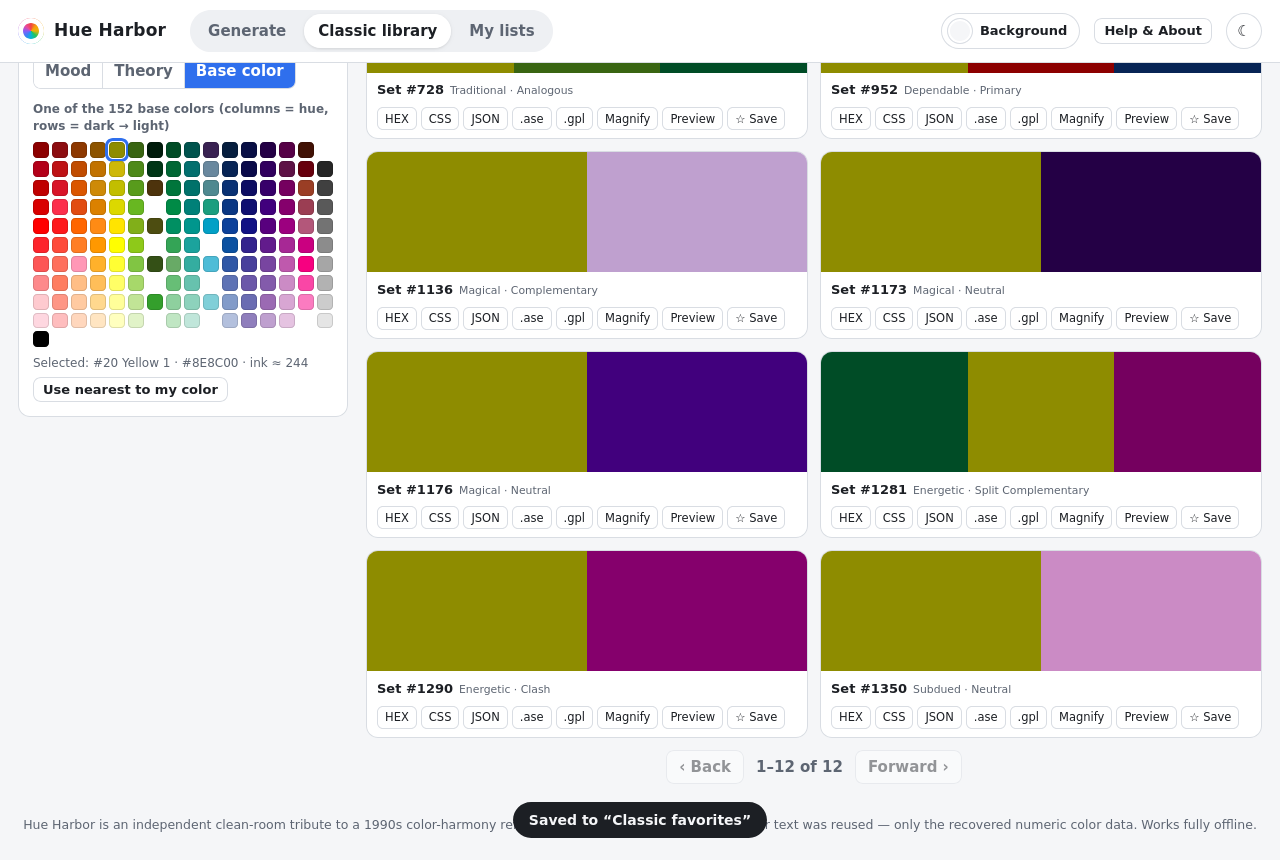 Hue Harbor
Generate
Classic library
My lists
Background
Help & About
☾
Mood
Theory
Base color
One of the 152 base colors (columns = hue,
rows = dark → light)
Selected: #20 Yellow 1 · #8E8C00 · ink ≈ 244
Use nearest to my color
Set #728 Traditional · Analogous
HEX CSS JSON .ase .gpl Magnify Preview ☆ Save
Set #952 Dependable · Primary
HEX CSS JSON .ase .gpl Magnify Preview ☆ Save
Set #1136 Magical · Complementary
HEX CSS JSON .ase .gpl Magnify Preview ☆ Save
Set #1173 Magical · Neutral
HEX CSS JSON .ase .gpl Magnify Preview ☆ Save
Set #1176 Magical · Neutral
HEX CSS JSON .ase .gpl Magnify Preview ☆ Save
Set #1281 Energetic · Split Complementary
HEX CSS JSON .ase .gpl Magnify Preview ☆ Save
Set #1290 Energetic · Clash
HEX CSS JSON .ase .gpl Magnify Preview ☆ Save
Set #1350 Subdued · Neutral
HEX CSS JSON .ase .gpl Magnify Preview ☆ Save
‹ Back
1–12 of 12
Forward ›
Saved to “Classic favorites”
Hue Harbor is an independent clean-room tribute to a 1990s color-harmony text was reused — only the recovered numeric color data. Works fully offline.